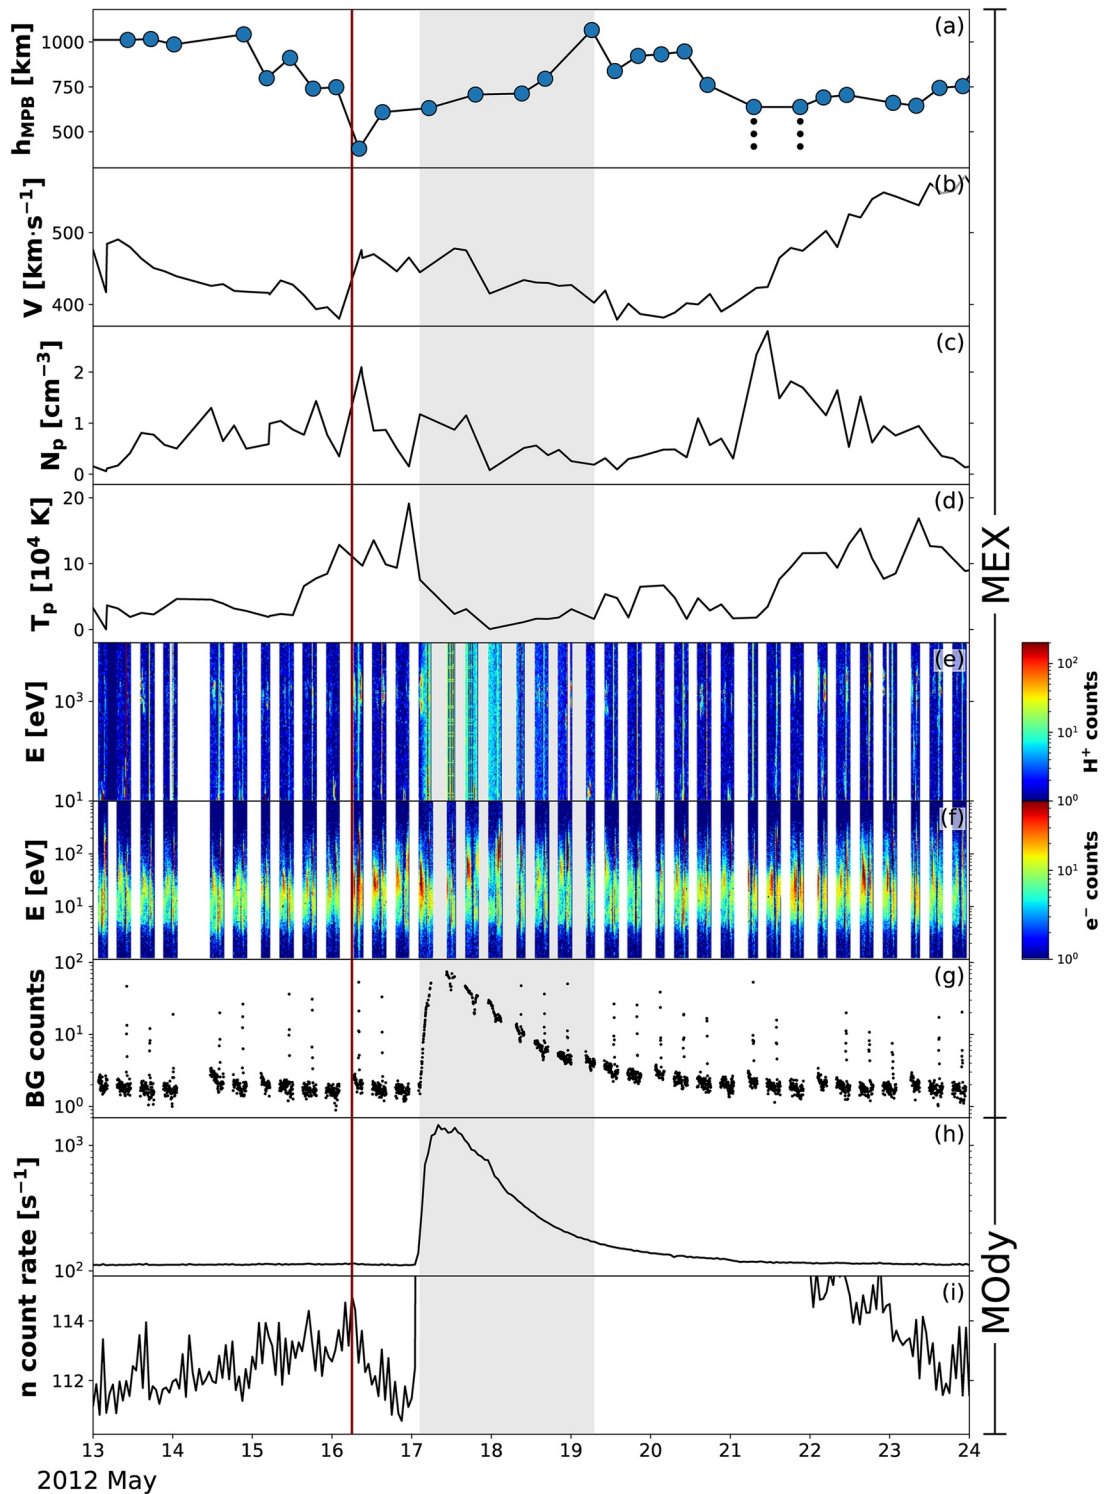 (a)
h_MPB [km]
1000
750
500
(b)
V [km·s⁻¹]
500
400
(c)
N_p [cm⁻³]
2
1
0
(d)
T_p [10⁴ K]
20
10
0
MEX
(e)
E [eV]
10³
10¹
10²
10¹
10⁰
H⁺ counts
(f)
E [eV]
10²
10¹
10¹
10⁰
e⁻ counts
(g)
BG counts
10²
10¹
10⁰
(h)
n count rate [s⁻¹]
10³
10²
MOdy
(i)
114
112
13 14 15 16 17 18 19 20 21 22 23 24
2012 May